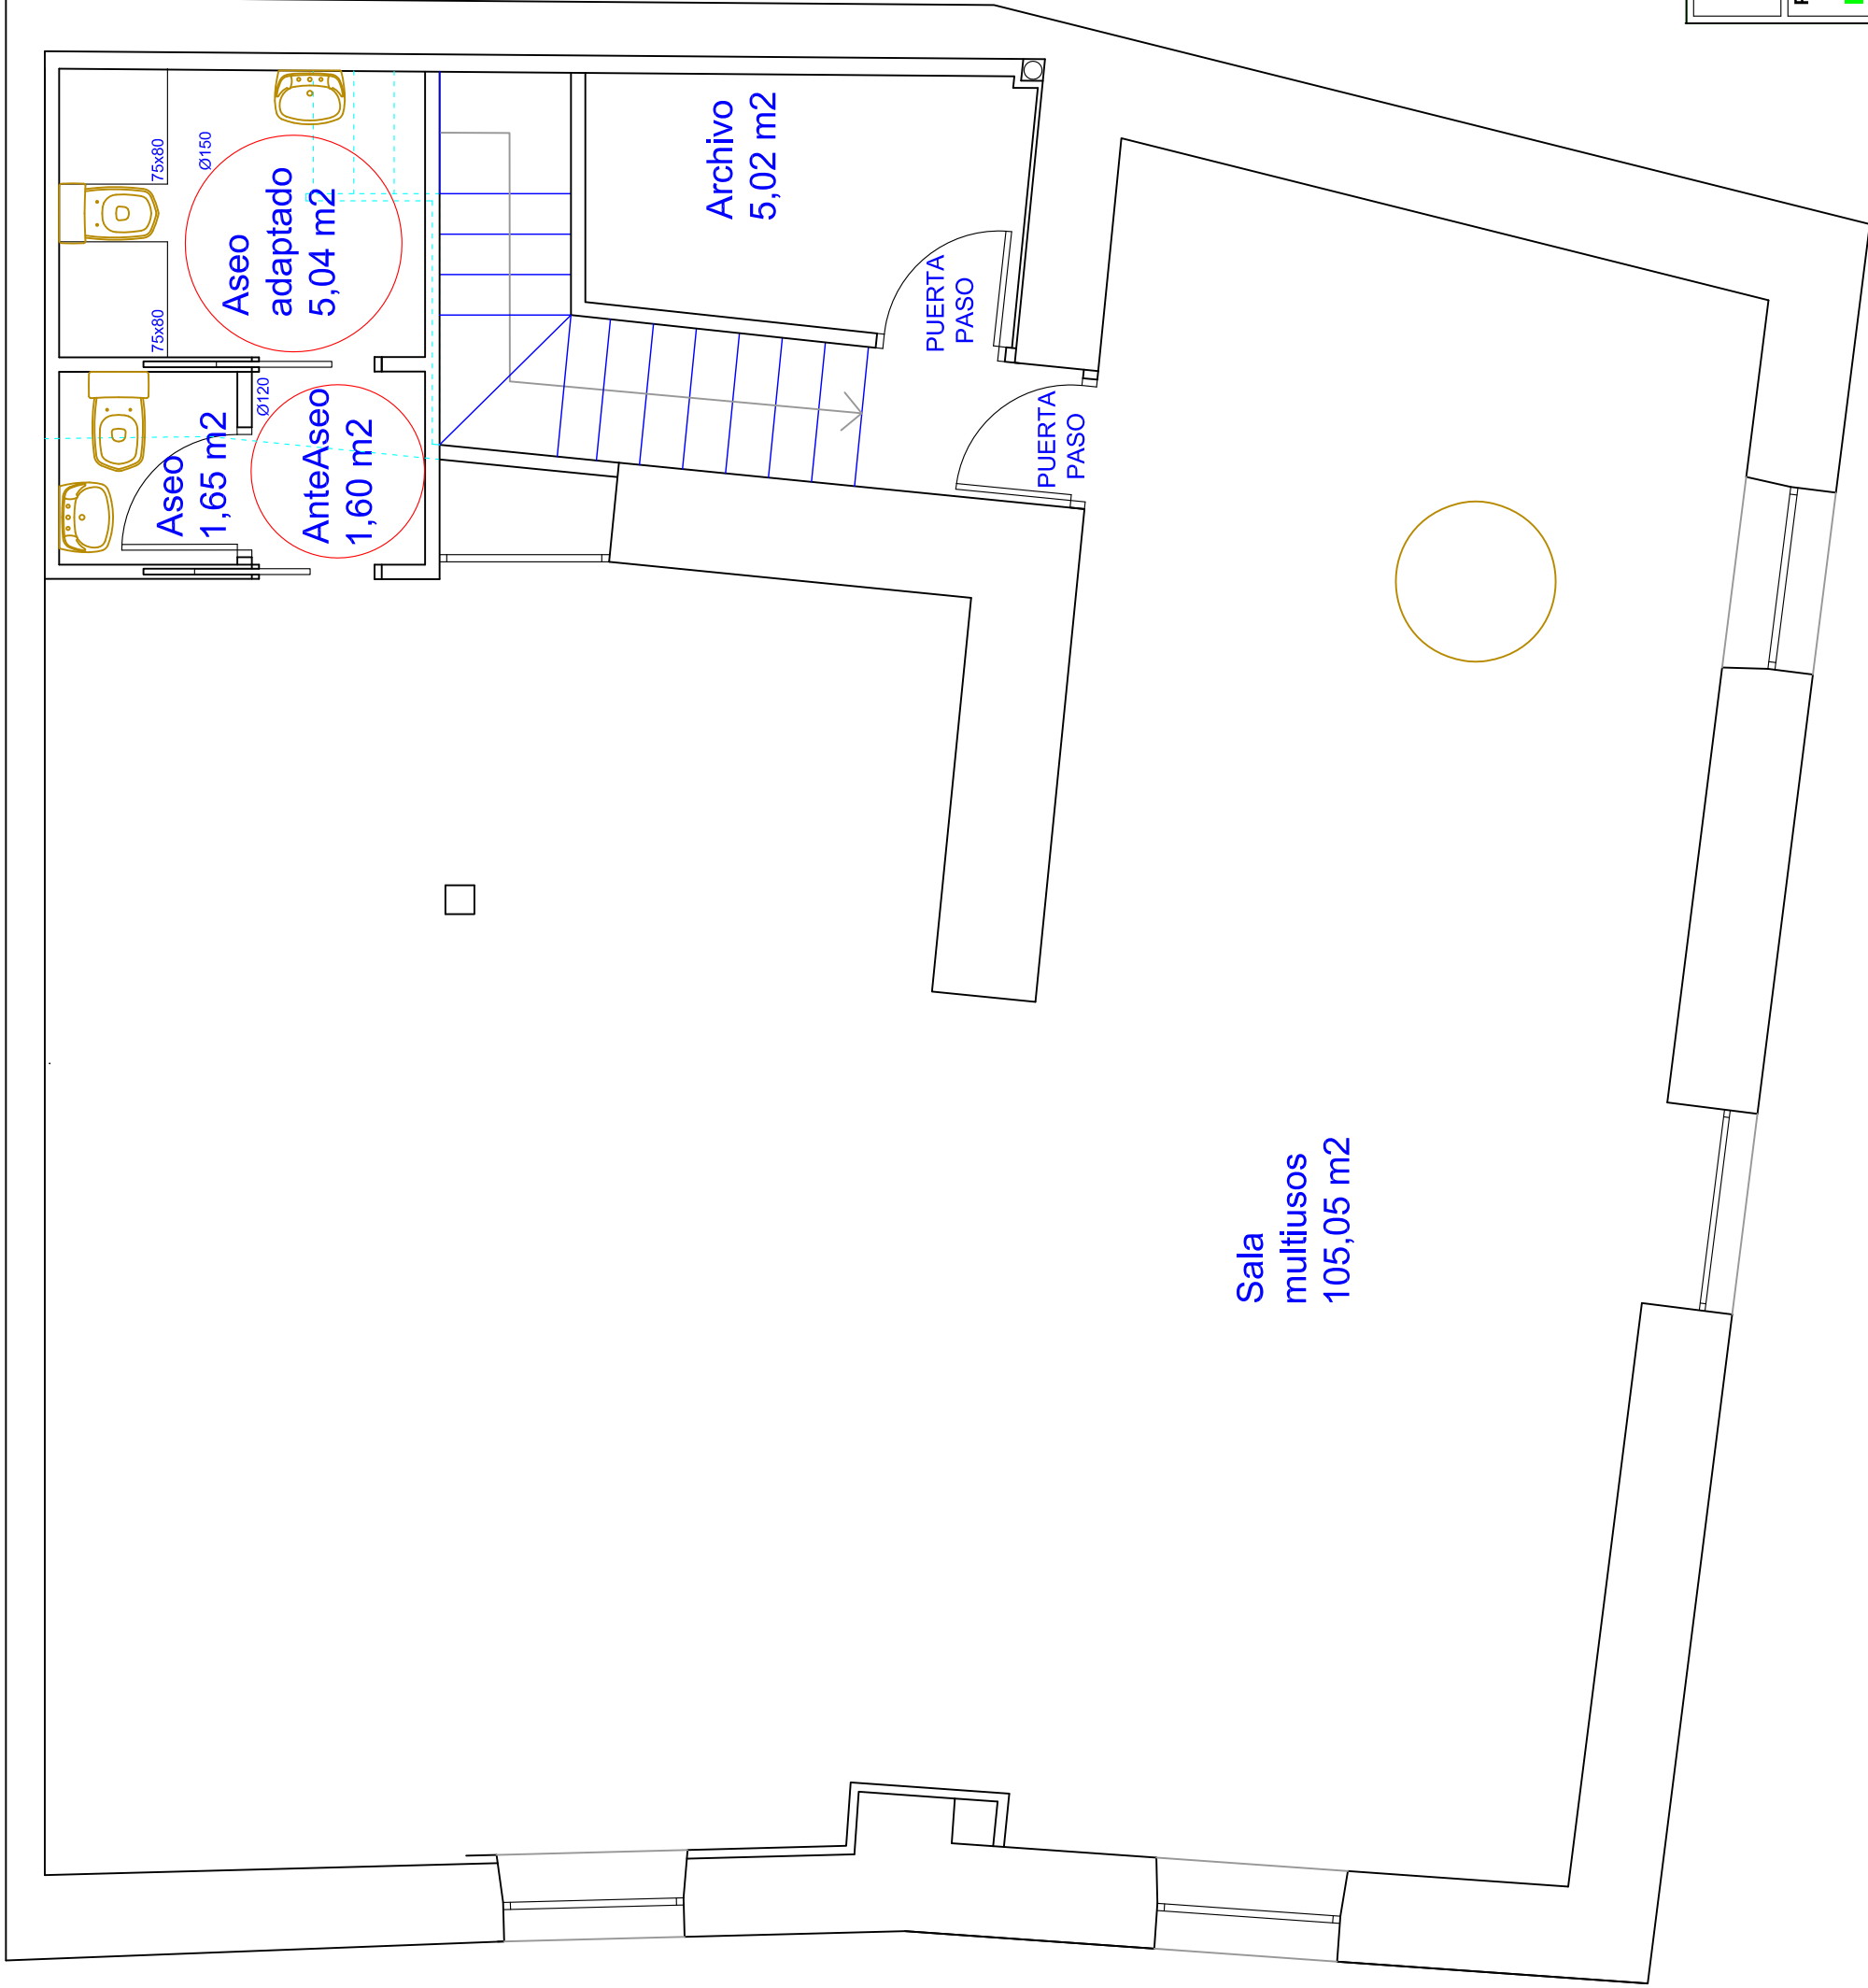 75x80
75x80
Ø150
Aseo
adaptado
5,04 m2
Archivo
5,02 m2
PUERTA
PASO
Ø120
Aseo
1,65 m2
AnteAseo
1,60 m2
PUERTA
PASO
Sala
multiusos
105,05 m2